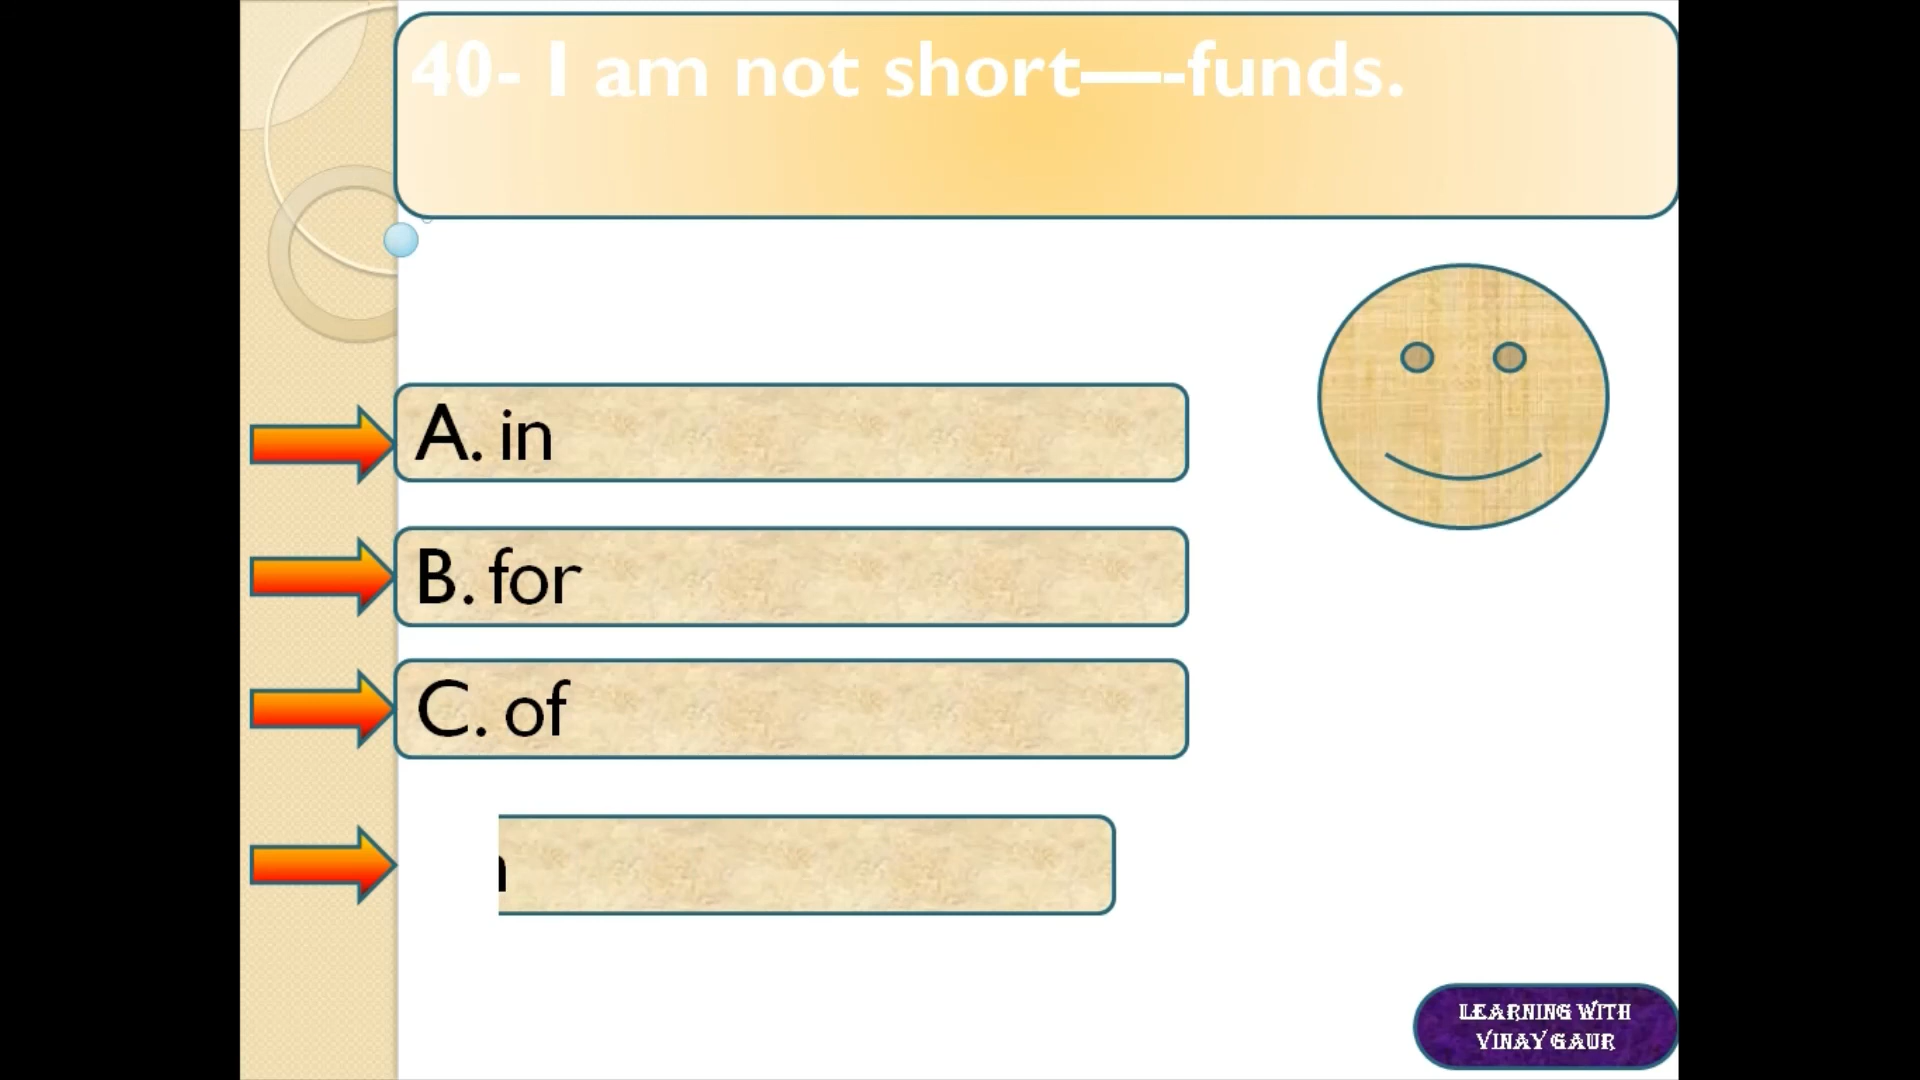 40- I am not short—-funds.
A. in
B. for
C. of
LEARNING WITH
VINAY GAUR